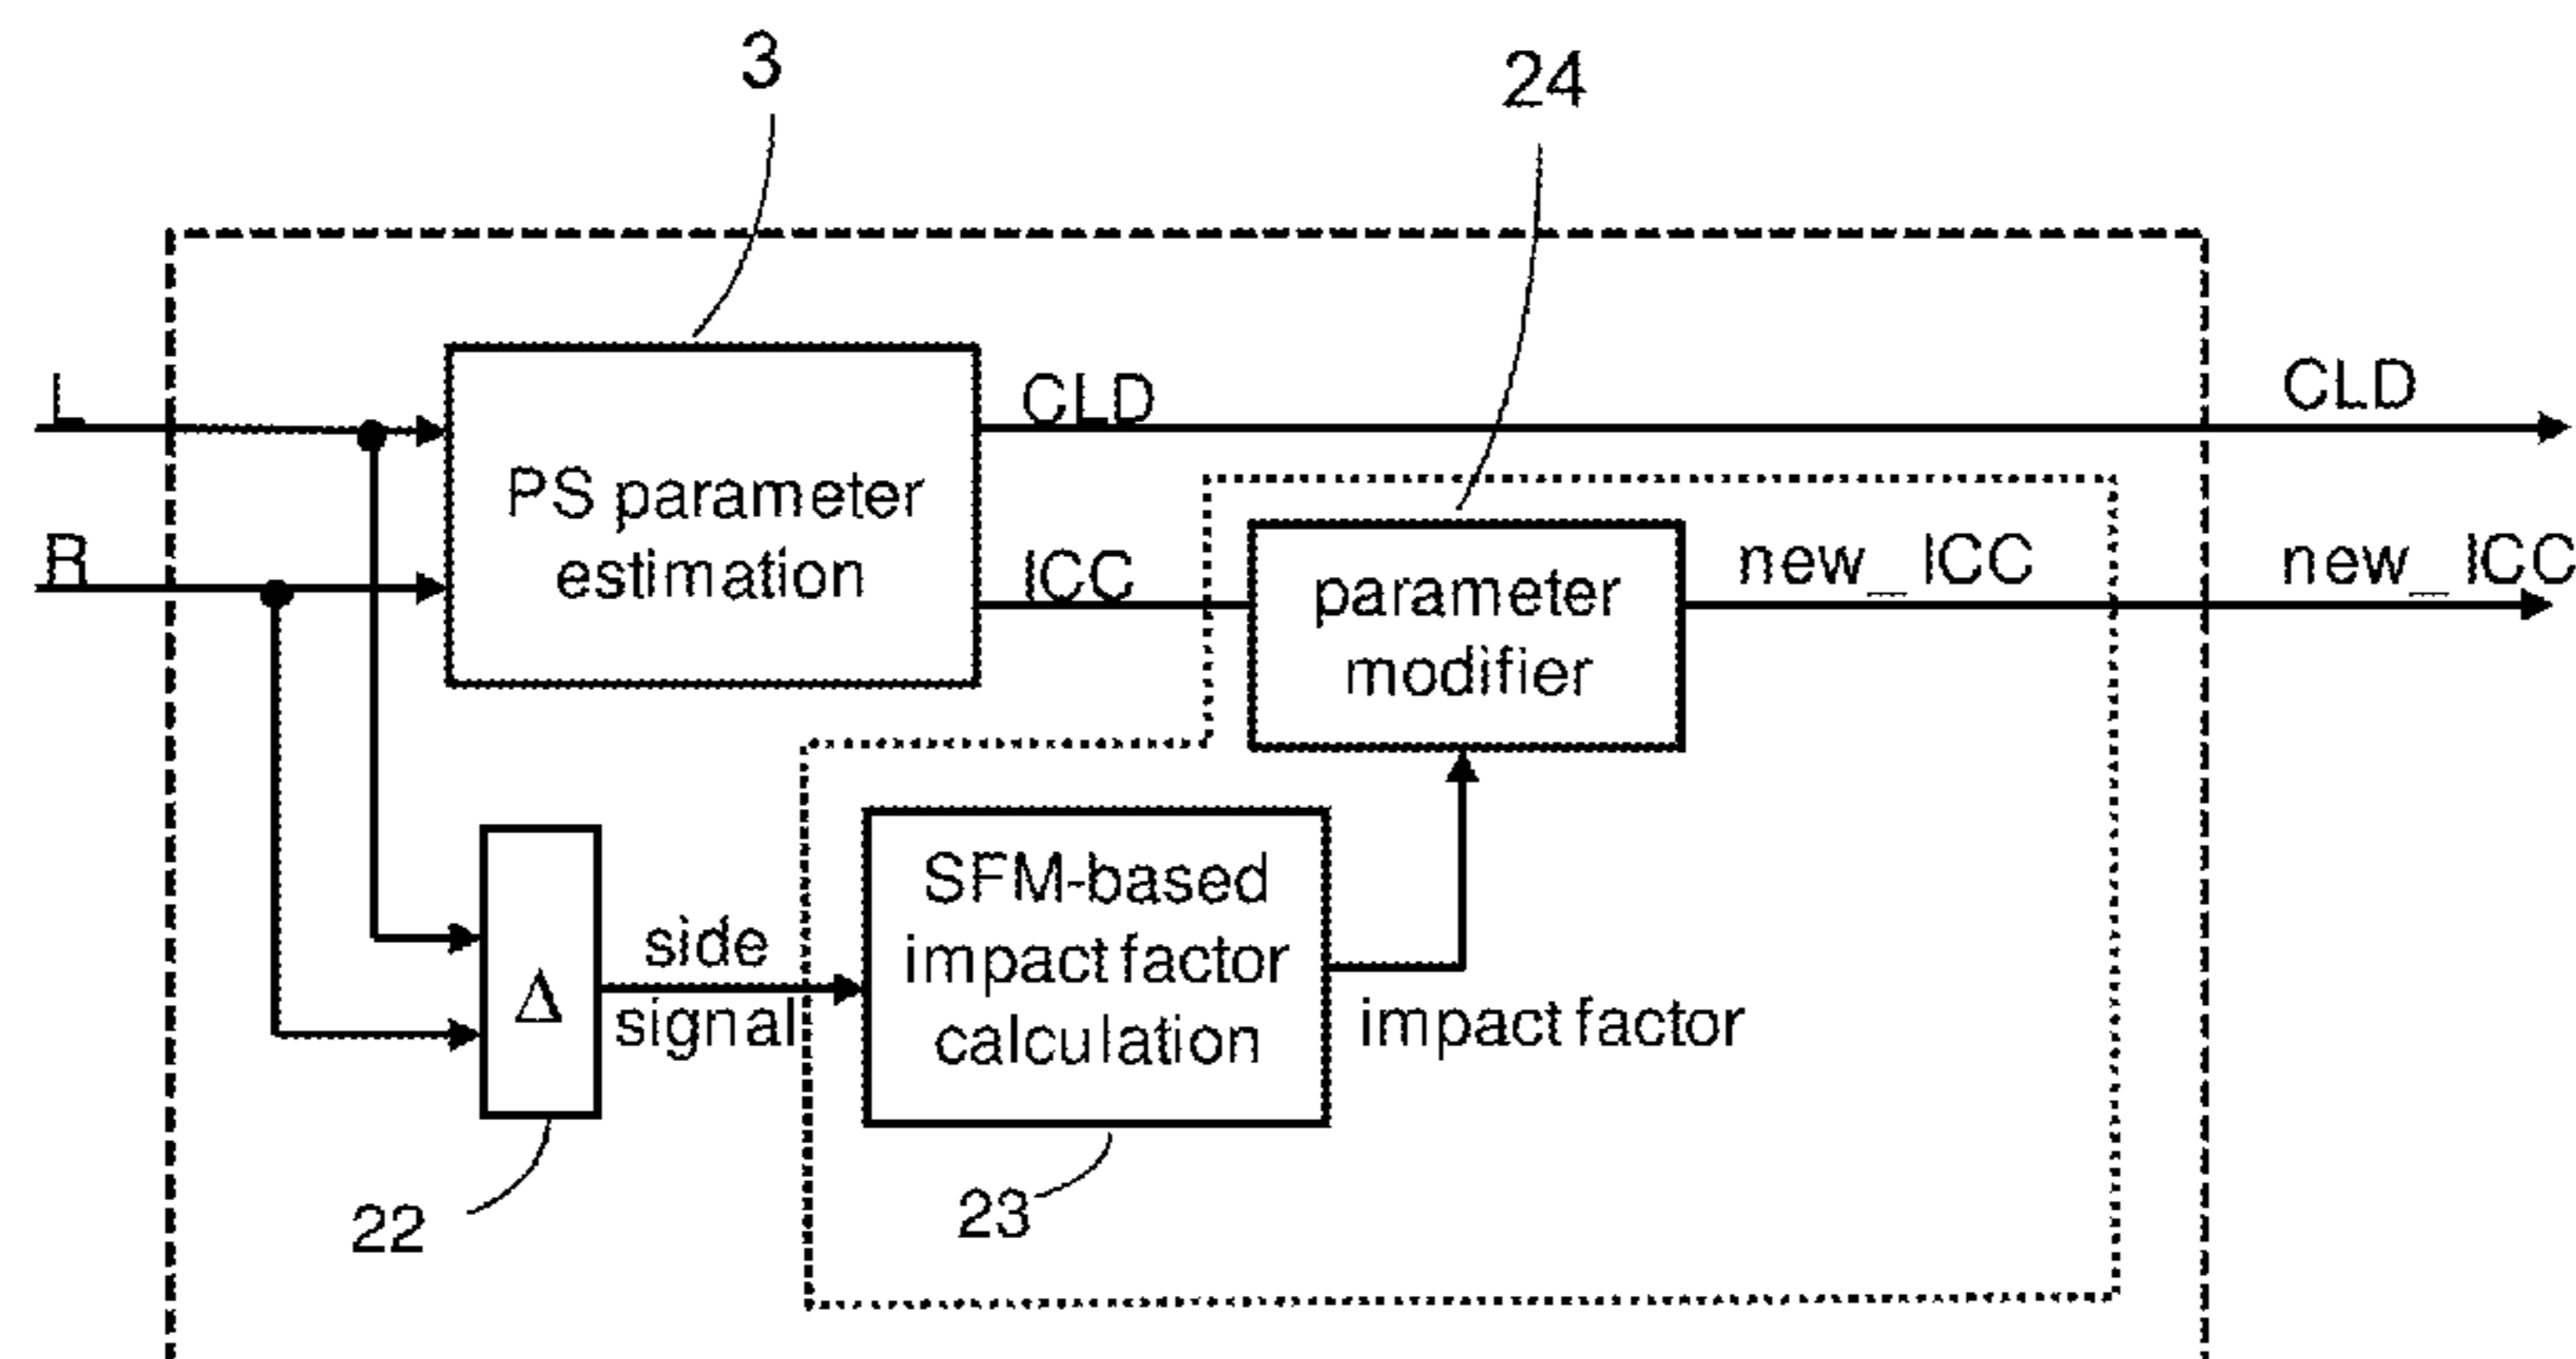 3
24
L
CLD
CLD
PS parameter
estimation
R
ICC
new_ICC
new_ICC
parameter
modifier
SFM-based
impact factor
calculation
side
signal
Δ
impact factor
22
23